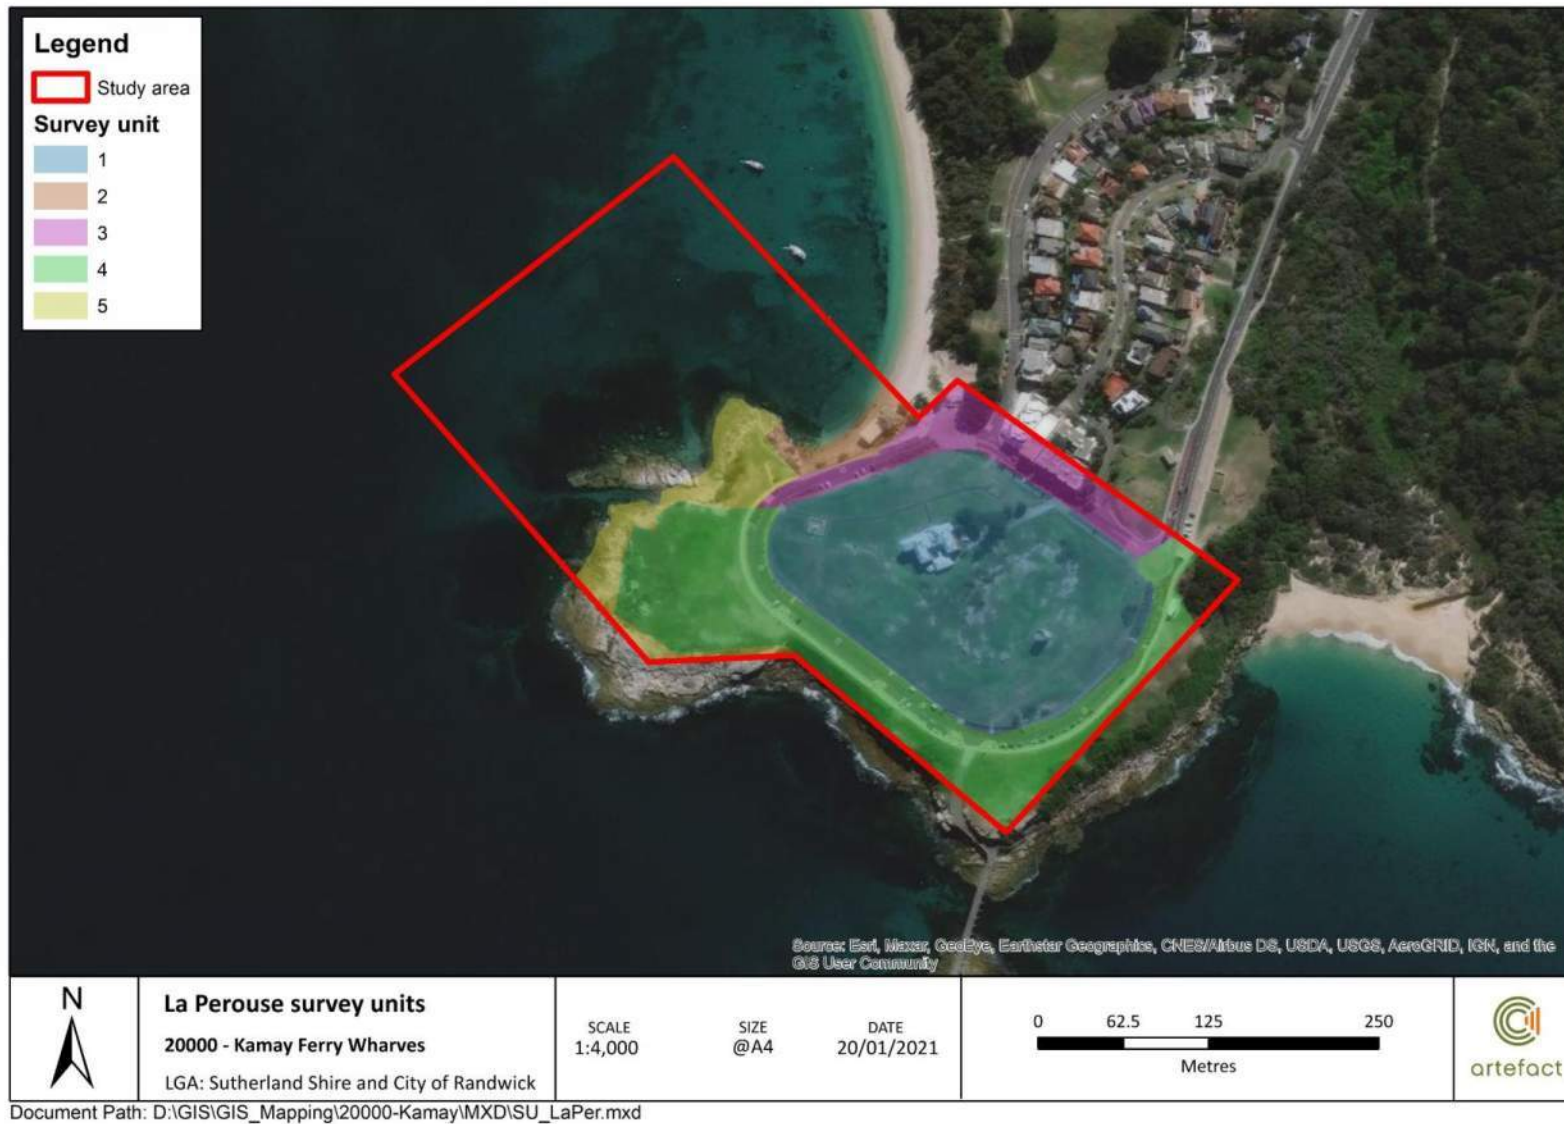 Legend
Study area
Survey unit
1
2
3
4
5
Source: Esri, Maxar, GeoEye, Earthstar Geographics, CNES/Airbus DS, USDA, USGS, AeroGRID, IGN, and the
GIS User Community
N
La Perouse survey units
20000 - Kamay Ferry Wharves
LGA: Sutherland Shire and City of Randwick
SCALE
1:4,000
SIZE
@A4
DATE
20/01/2021
0 62.5 125 250
Metres
artefact
Document Path: D:\GIS\GIS_Mapping\20000-Kamay\MXD\SU_LaPer.mxd